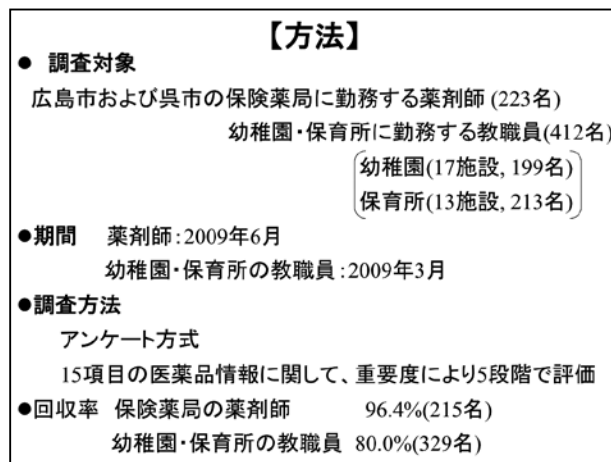 【方法】
● 調査対象
広島市および呉市の保険薬局に勤務する薬剤師 (223名)
幼稚園・保育所に勤務する教職員(412名)
幼稚園(17施設, 199名)
保育所(13施設, 213名)
●期間 薬剤師:2009年6月
幼稚園・保育所の教職員:2009年3月
●調査方法
アンケート方式
15項目の医薬品情報に関して、重要度により5段階で評価
●回収率 保険薬局の薬剤師 96.4%(215名)
幼稚園・保育所の教職員 80.0%(329名)